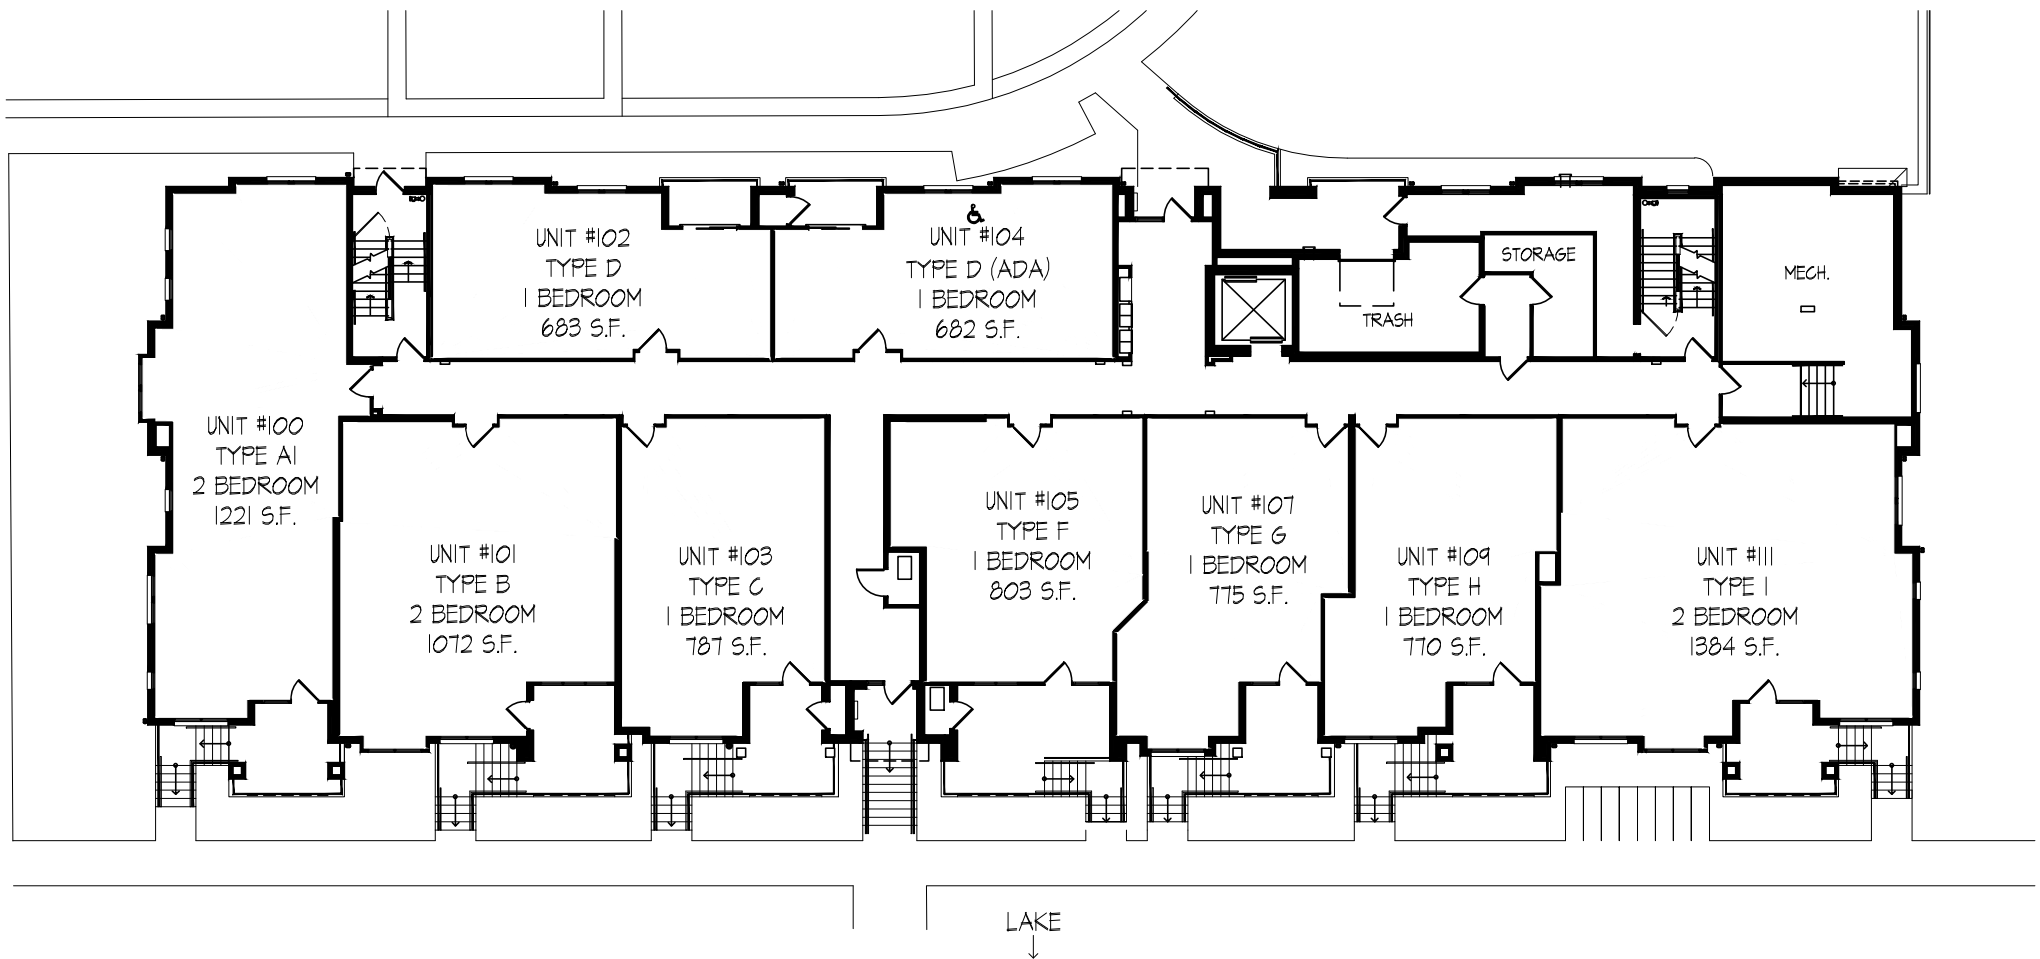 UNIT #102
TYPE D
1 BEDROOM
683 S.F.
UNIT #104
TYPE D (ADA)
1 BEDROOM
682 S.F.
STORAGE
TRASH
MECH.
UNIT #100
TYPE A1
2 BEDROOM
1221 S.F.
UNIT #101
TYPE B
2 BEDROOM
1072 S.F.
UNIT #103
TYPE C
1 BEDROOM
787 S.F.
UNIT #105
TYPE F
1 BEDROOM
803 S.F.
UNIT #107
TYPE G
1 BEDROOM
775 S.F.
UNIT #109
TYPE H
1 BEDROOM
770 S.F.
UNIT #111
TYPE I
2 BEDROOM
1384 S.F.
LAKE